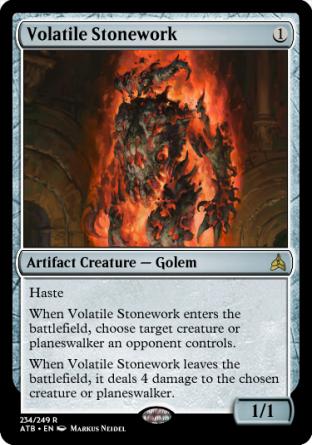 Volatile Stonework 1
Artifact Creature — Golem
Haste
When Volatile Stonework enters the
battlefield, choose target creature or
planeswalker an opponent controls.
When Volatile Stonework leaves the
battlefield, it deals 4 damage to the chosen
creature or planeswalker.
1/1
234/249 R
ATB • EN Markus Neidel